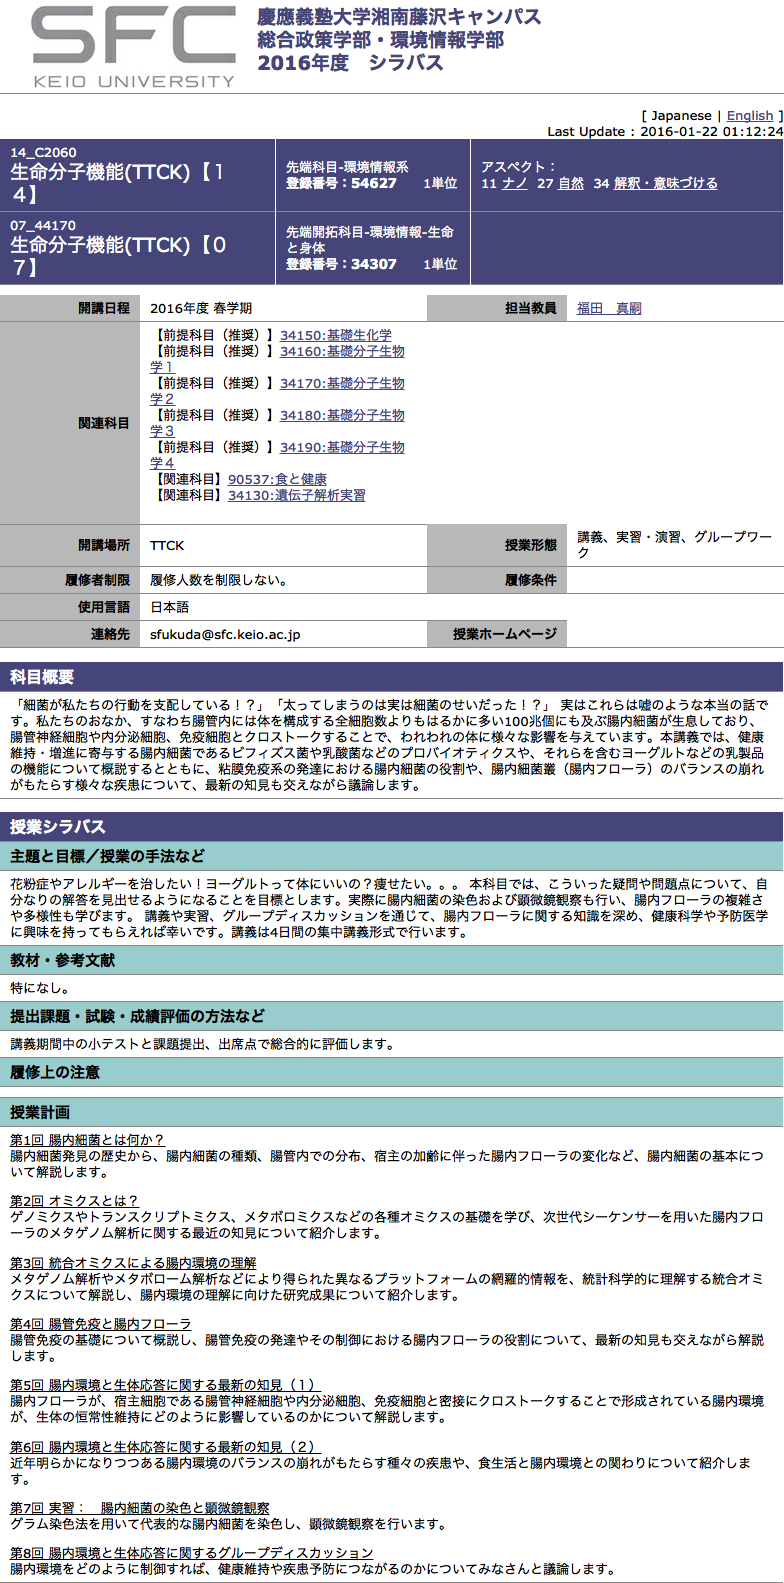 SFC
KEIO UNIVERSITY
慶應義塾大学湘南藤沢キャンパス
総合政策学部・環境情報学部
2016年度　シラバス
[ Japanese | English ]
Last Update : 2016-01-22 01:12:24
14_C2060
生命分子機能(TTCK)【１
４】
先端科目-環境情報系
登録番号：54627　　1単位
アスペクト：
11 ナノ 27 自然 34 解釈・意味づける
07_44170
生命分子機能(TTCK)【０
７】
先端開拓科目-環境情報-生命
と身体
登録番号：34307　　1単位
開講日程
2016年度 春学期
担当教員
福田　真嗣
関連科目
【前提科目（推奨）】34150:基礎生化学
【前提科目（推奨）】34160:基礎分子生物
学１
【前提科目（推奨）】34170:基礎分子生物
学２
【前提科目（推奨）】34180:基礎分子生物
学３
【前提科目（推奨）】34190:基礎分子生物
学４
【関連科目】90537:食と健康
【関連科目】34130:遺伝子解析実習
開講場所
TTCK
授業形態
講義、実習・演習、グループワー
ク
履修者制限
履修人数を制限しない。
履修条件
使用言語
日本語
連絡先
sfukuda@sfc.keio.ac.jp
授業ホームページ
科目概要
「細菌が私たちの行動を支配している！？」「太ってしまうのは実は細菌のせいだった！？」 実はこれらは嘘のような本当の話で
す。私たちのおなか、すなわち腸管内には体を構成する全細胞数よりもはるかに多い100兆個にも及ぶ腸内細菌が生息しており、
腸管神経細胞や内分泌細胞、免疫細胞とクロストークすることで、われわれの体に様々な影響を与えています。本講義では、健康
維持・増進に寄与する腸内細菌であるビフィズス菌や乳酸菌などのプロバイオティクスや、それらを含むヨーグルトなどの乳製品
の機能について概説するとともに、粘膜免疫系の発達における腸内細菌の役割や、腸内細菌叢（腸内フローラ）のバランスの崩れ
がもたらす様々な疾患について、最新の知見も交えながら議論します。
授業シラバス
主題と目標／授業の手法など
花粉症やアレルギーを治したい！ヨーグルトって体にいいの？痩せたい。。。 本科目では、こういった疑問や問題点について、自
分なりの解答を見出せるようになることを目標とします。実際に腸内細菌の染色および顕微鏡観察も行い、腸内フローラの複雑さ
や多様性も学びます。 講義や実習、グループディスカッションを通じて、腸内フローラに関する知識を深め、健康科学や予防医学
に興味を持ってもらえれば幸いです。講義は4日間の集中講義形式で行います。
教材・参考文献
特になし。
提出課題・試験・成績評価の方法など
講義期間中の小テストと課題提出、出席点で総合的に評価します。
履修上の注意
授業計画
第1回 腸内細菌とは何か？
腸内細菌発見の歴史から、腸内細菌の種類、腸管内での分布、宿主の加齢に伴った腸内フローラの変化など、腸内細菌の基本につ
いて解説します。
第2回 オミクスとは？
ゲノミクスやトランスクリプトミクス、メタボロミクスなどの各種オミクスの基礎を学び、次世代シーケンサーを用いた腸内フロ
ーラのメタゲノム解析に関する最近の知見について紹介します。
第3回 統合オミクスによる腸内環境の理解
メタゲノム解析やメタボローム解析などにより得られた異なるプラットフォームの網羅的情報を、統計科学的に理解する統合オミ
クスについて解説し、腸内環境の理解に向けた研究成果について紹介します。
第4回 腸管免疫と腸内フローラ
腸管免疫の基礎について概説し、腸管免疫の発達やその制御における腸内フローラの役割について、最新の知見も交えながら解説
します。
第5回 腸内環境と生体応答に関する最新の知見（１）
腸内フローラが、宿主細胞である腸管神経細胞や内分泌細胞、免疫細胞と密接にクロストークすることで形成されている腸内環境
が、生体の恒常性維持にどのように影響しているのかについて解説します。
第6回 腸内環境と生体応答に関する最新の知見（２）
近年明らかになりつつある腸内環境のバランスの崩れがもたらす種々の疾患や、食生活と腸内環境との関わりについて紹介しま
す。
第7回 実習：　腸内細菌の染色と顕微鏡観察
グラム染色法を用いて代表的な腸内細菌を染色し、顕微鏡観察を行います。
第8回 腸内環境と生体応答に関するグループディスカッション
腸内環境をどのように制御すれば、健康維持や疾患予防につながるのかについてみなさんと議論します。